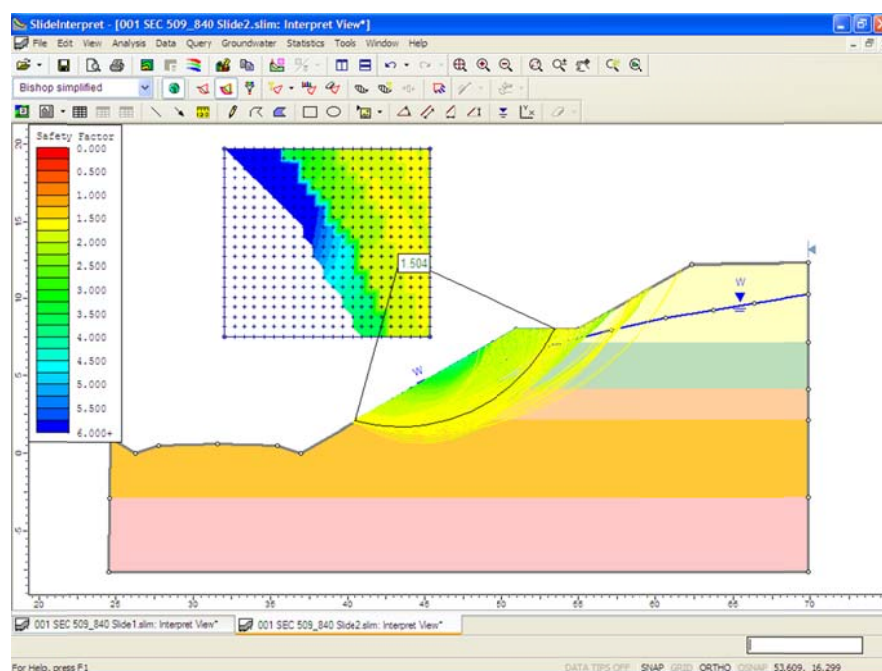 SlideInterpret - [001 SEC 509_840 Slide2.slim: Interpret View*]
File Edit View Analysis Data Query Groundwater Statistics Tools Window Help
Bishop simplified
Safety Factor
0.000
0.500
1.000
1.500
2.000
2.500
3.000
3.500
4.000
4.500
5.000
5.500
6.000+
20
15
10
5
0
-5
1.504
W
W
20 25 30 35 40 45 50 55 60 65 70
001 SEC 509_840 Slide1.slim: Interpret View* 001 SEC 509_840 Slide2.slim: Interpret View*
For Help, press F1 DATA TIPS OFF SNAP GRID ORTHO OSNAP 53.609, 16.299